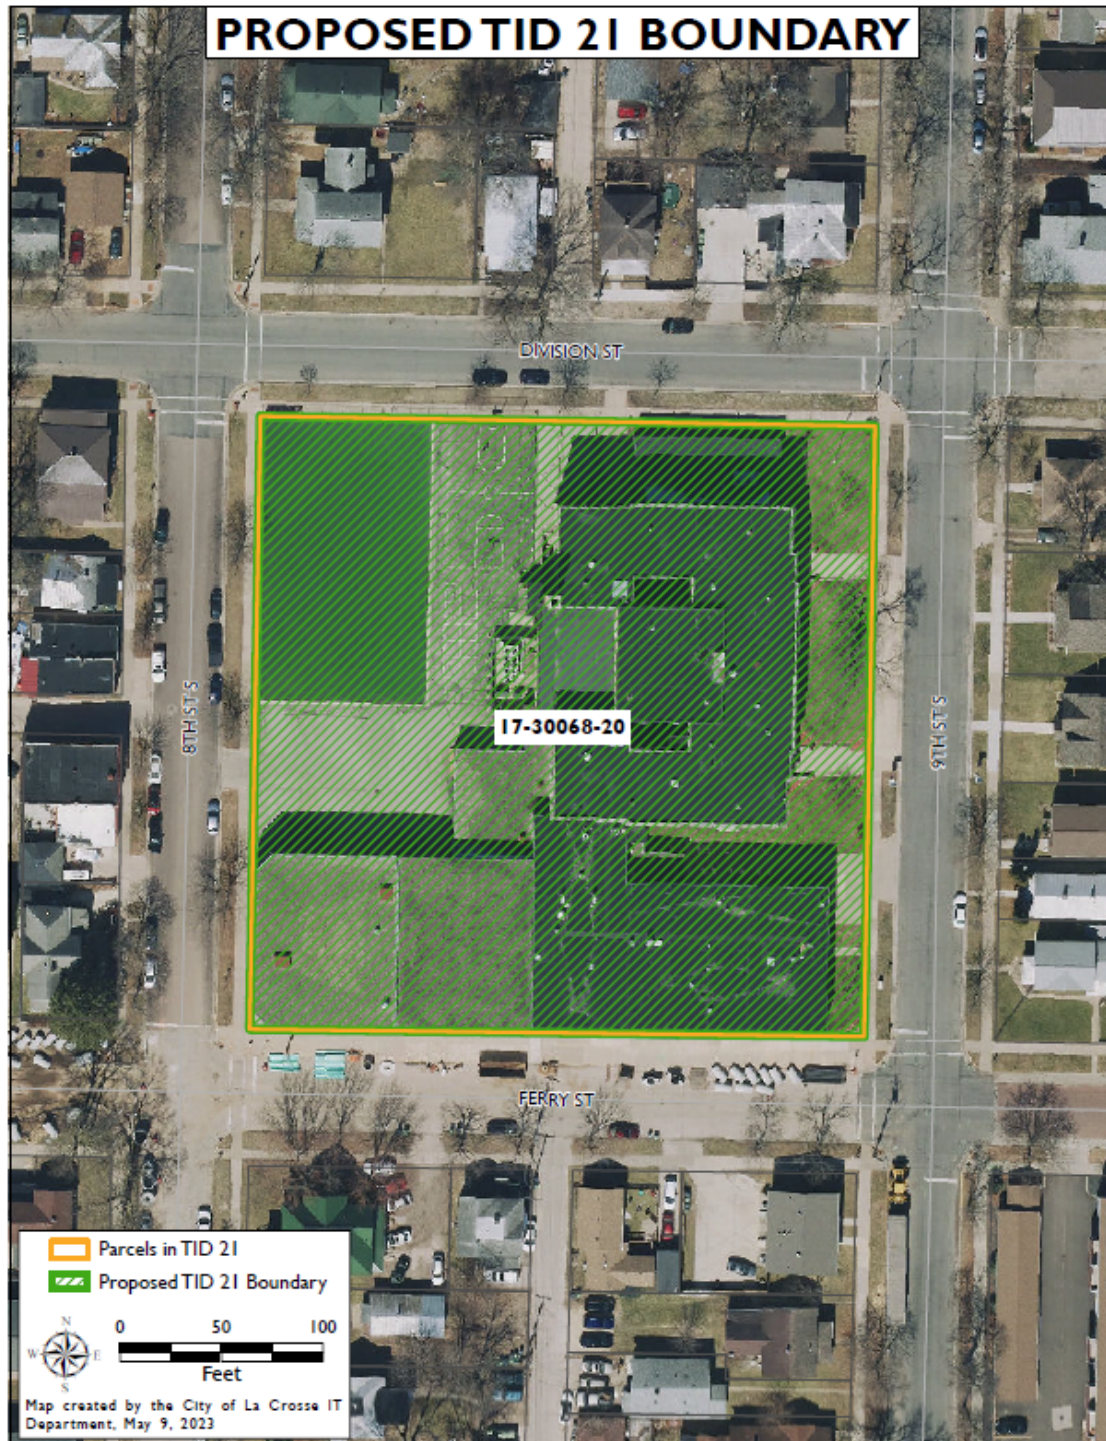 PROPOSED TID 21 BOUNDARY
DIVISION ST
8TH ST S
17-30068-20
9TH ST S
FERRY ST
Parcels in TID 21
Proposed TID 21 Boundary
N
W E
S
0 50 100
Feet
Map created by the City of La Crosse IT
Department, May 9, 2023